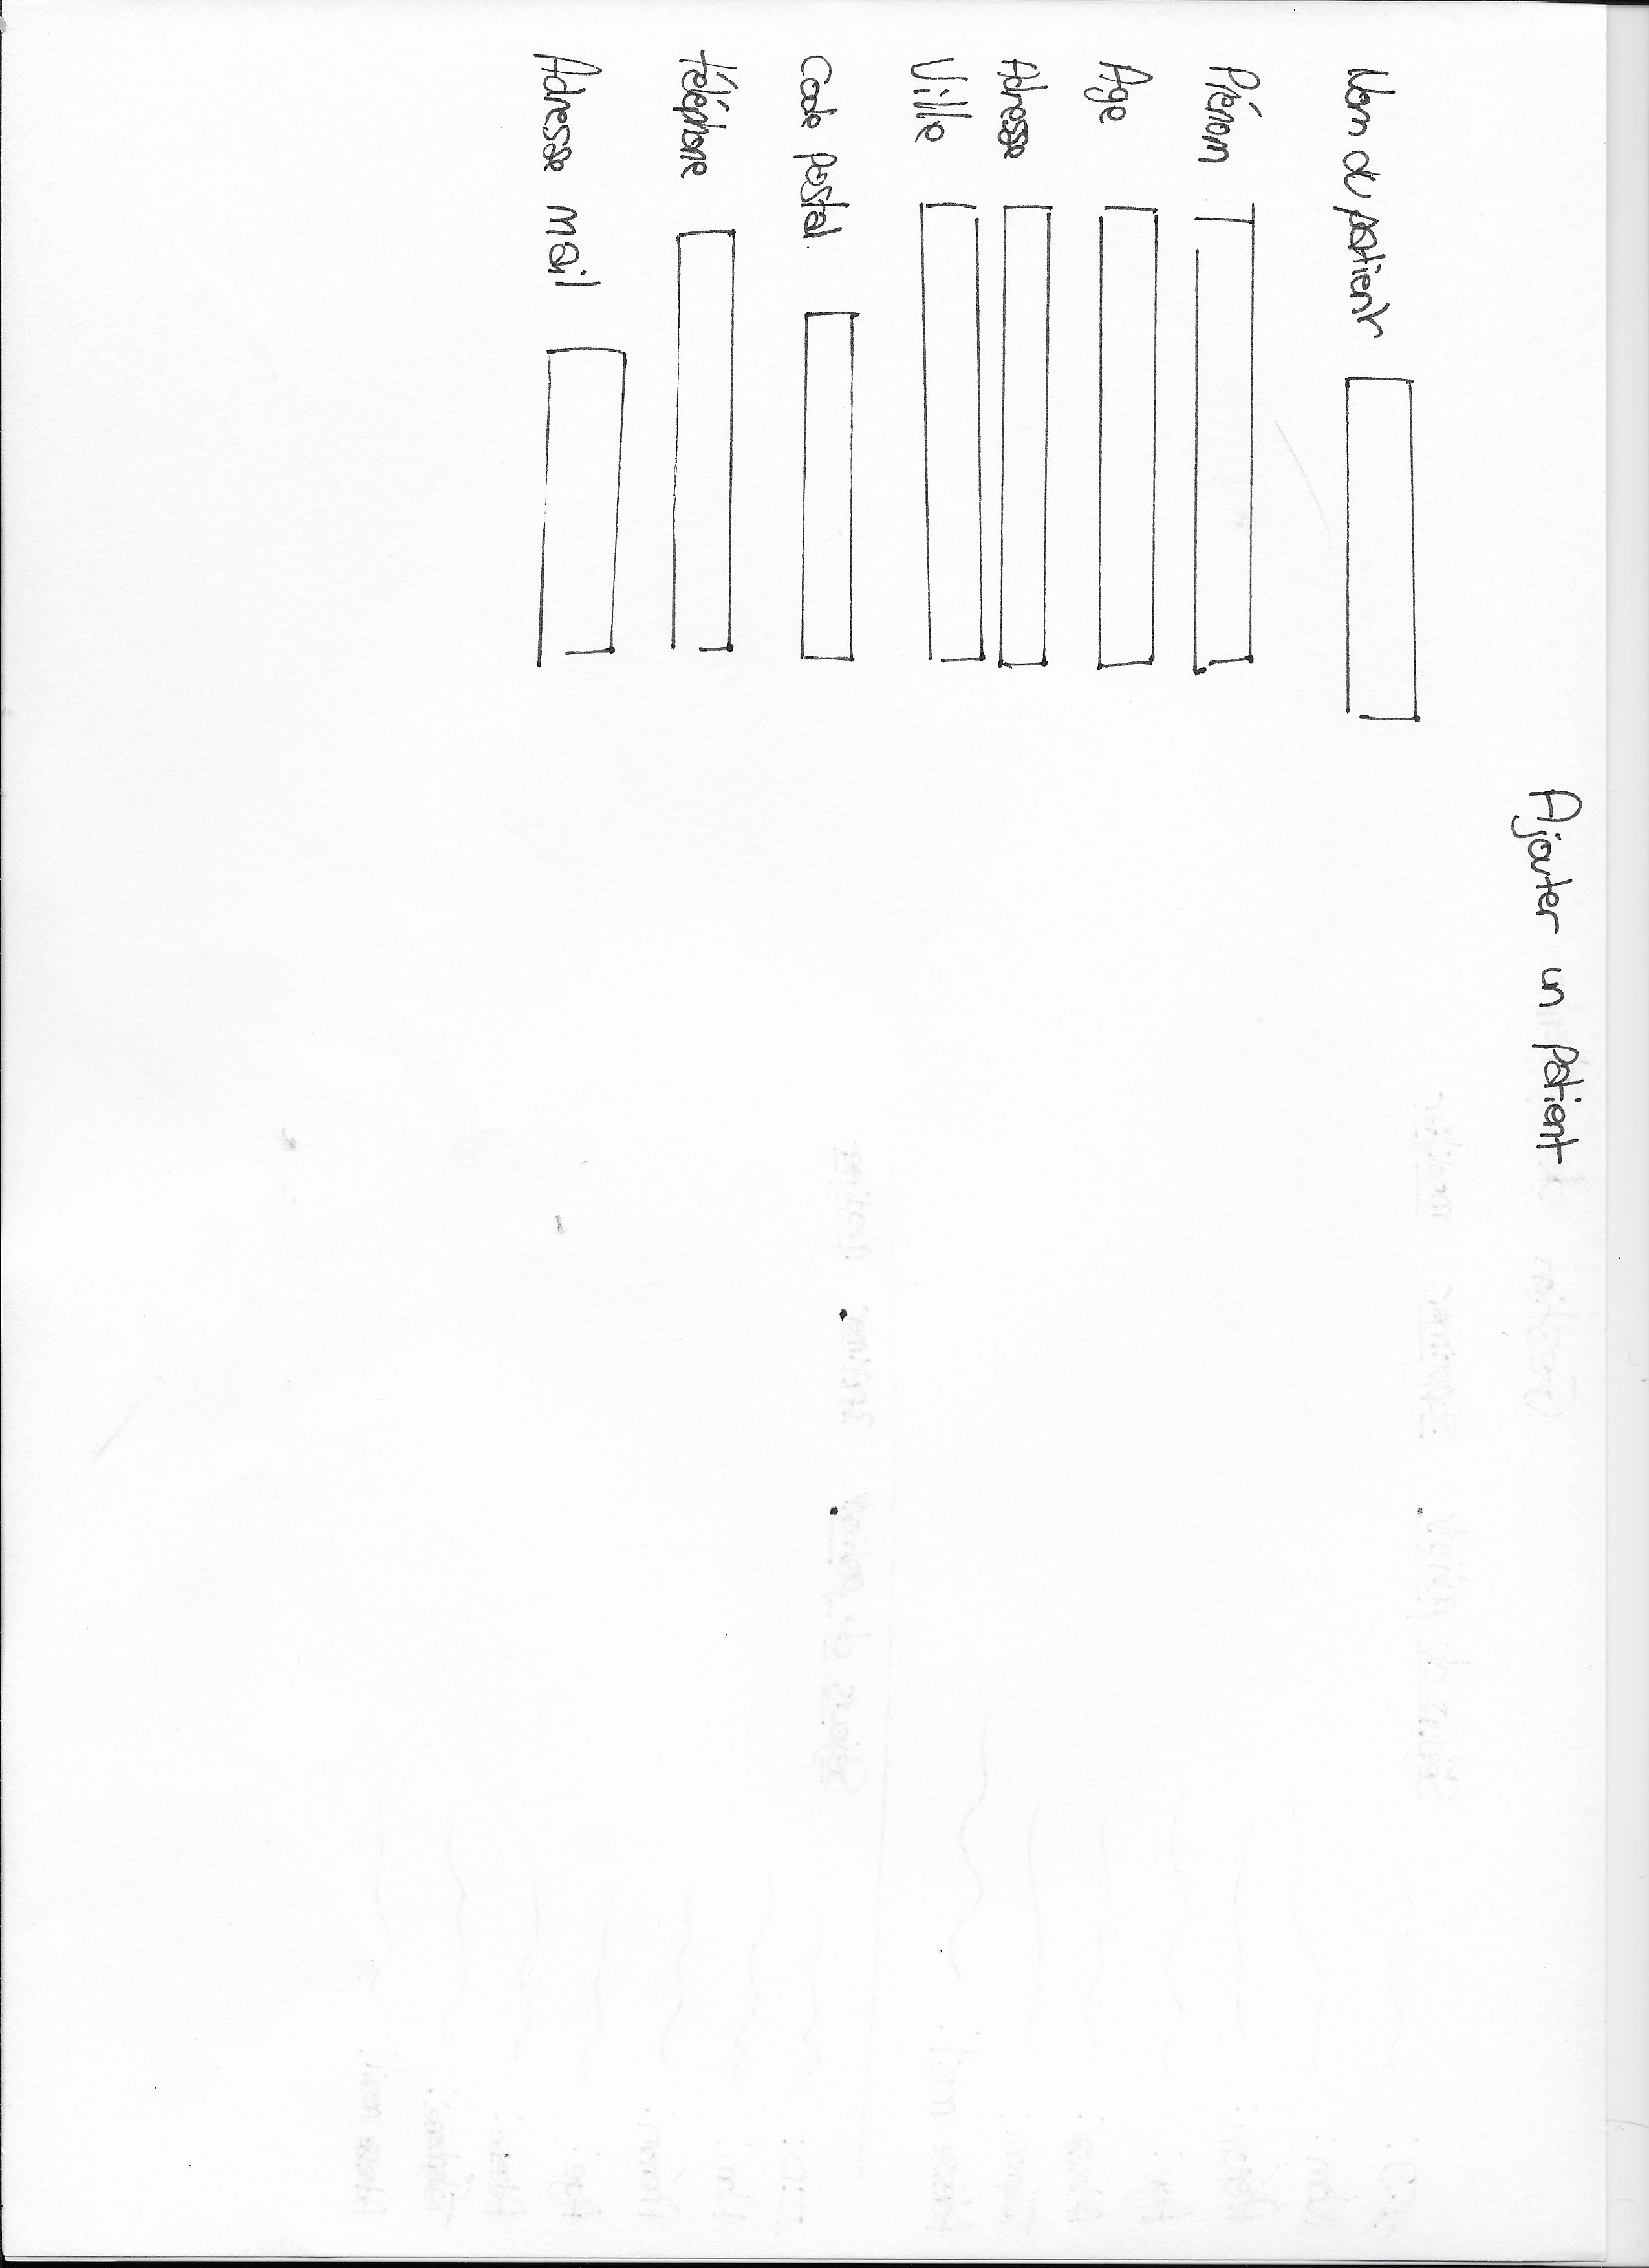 Ajouter un patient
Nom du patient
Prénom
Age
Adresse
Ville
Code postal.
téléphone
Adresse mail